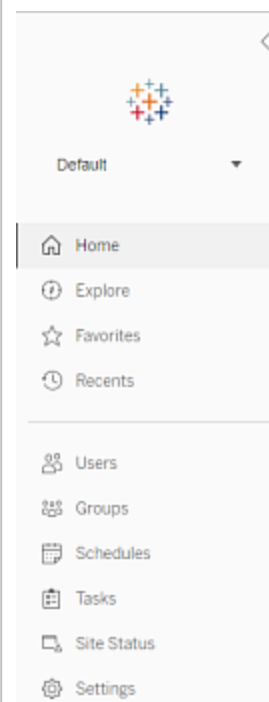 Default
Home
Explore
Favorites
Recents
Users
Groups
Schedules
Tasks
Site Status
Settings